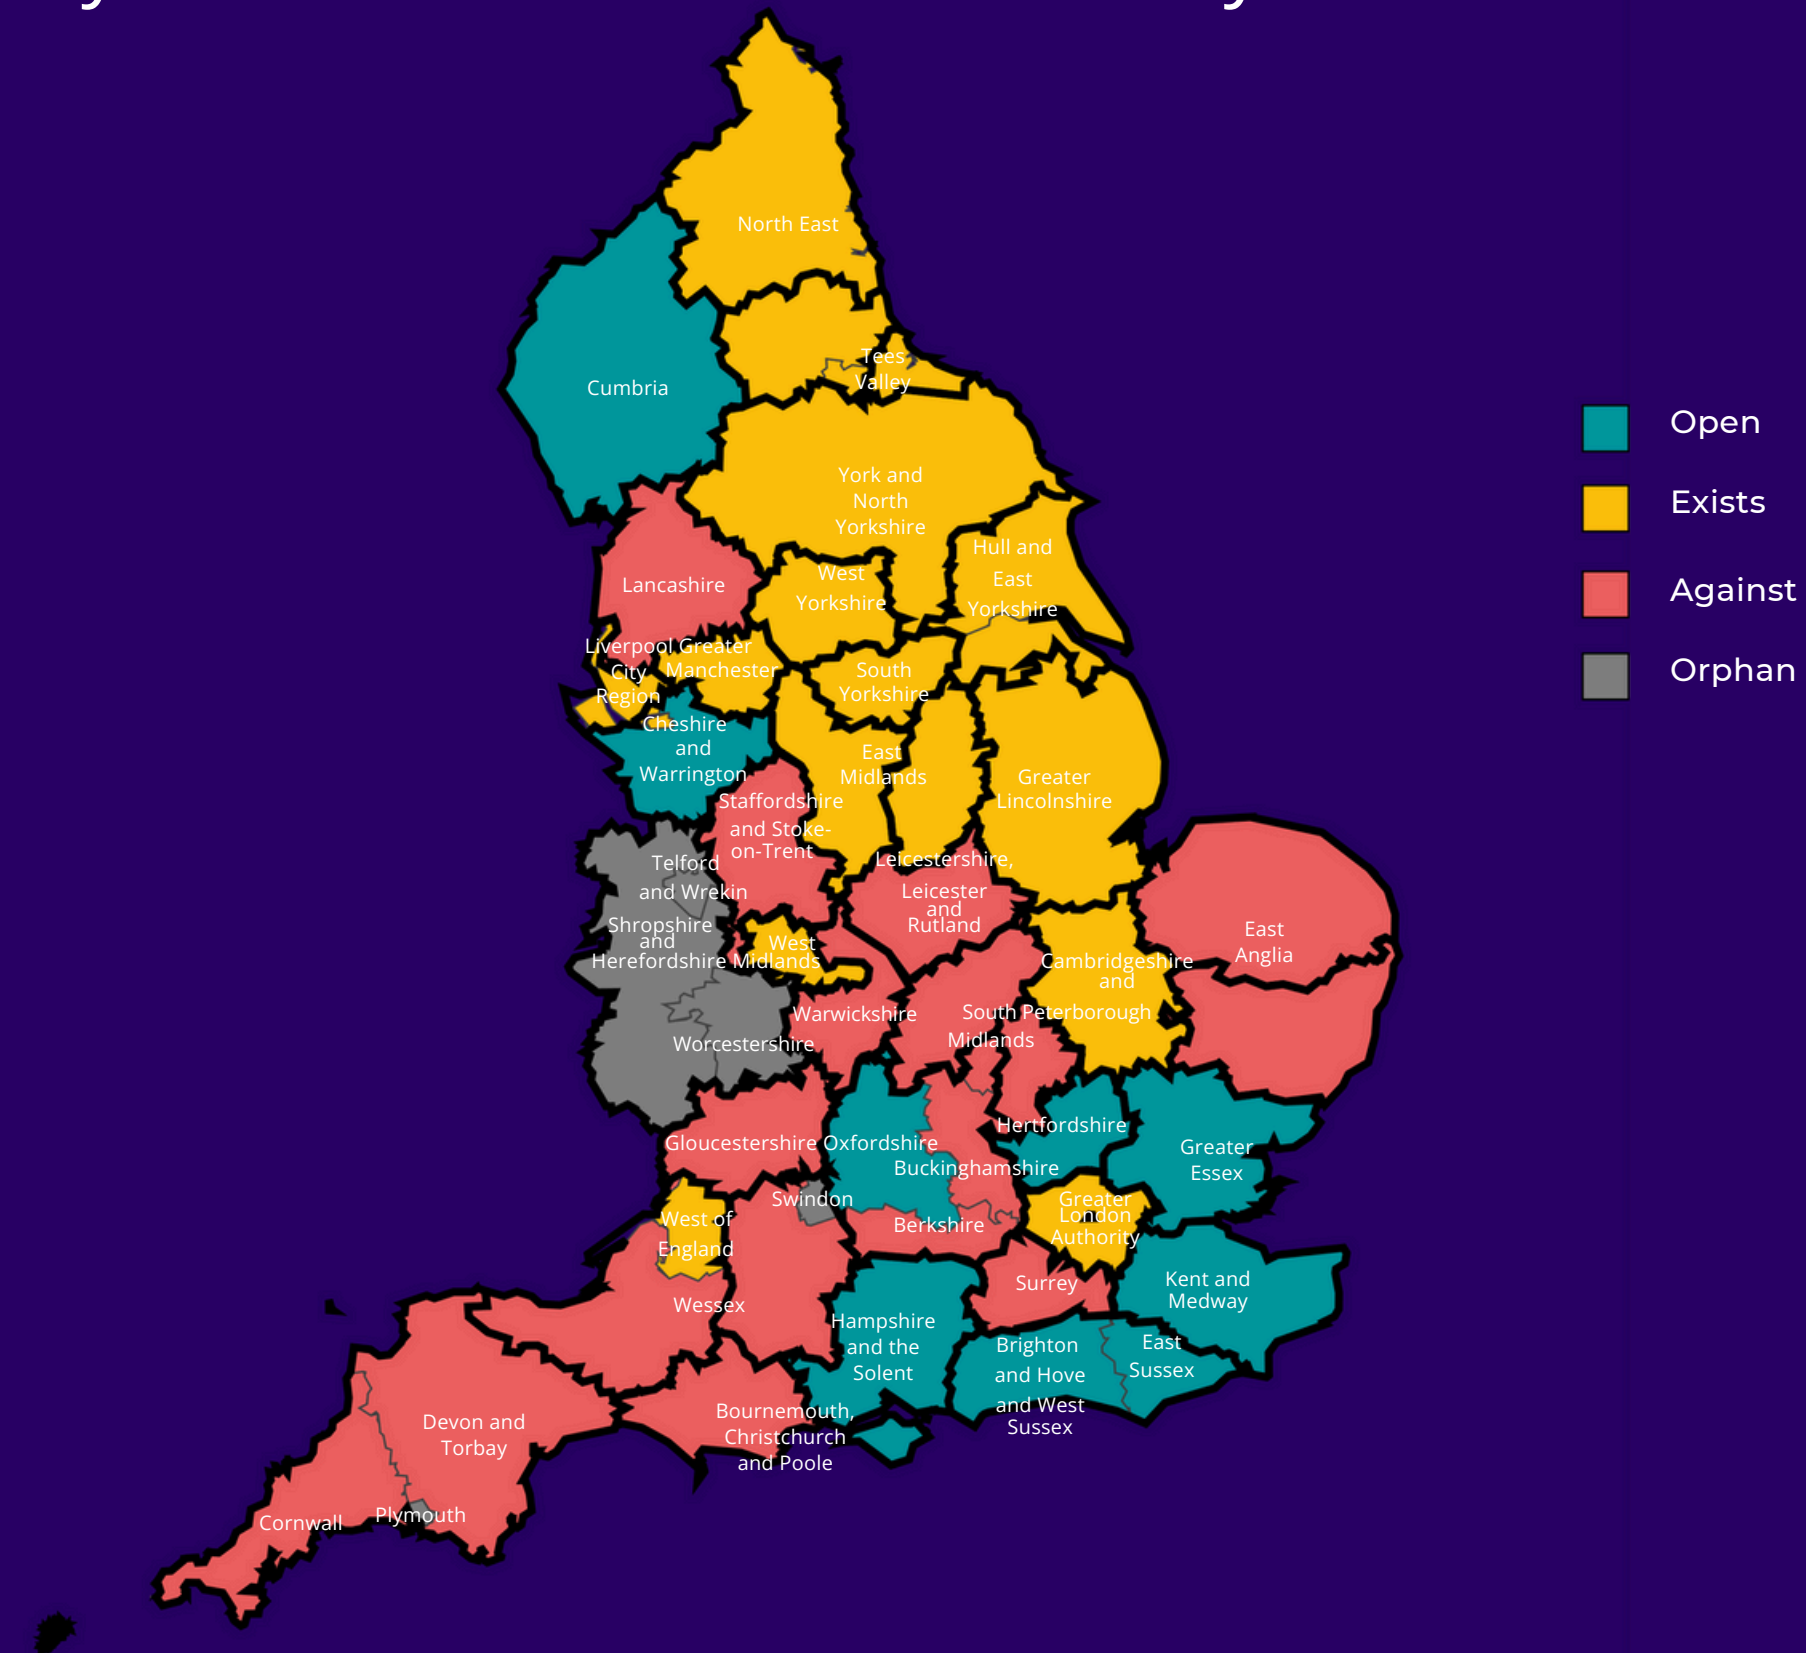 North East
Cumbria
Tees
Valley
York and
North
Yorkshire
Hull and
East
Yorkshire
West
Yorkshire
Lancashire
Liverpool
City
Region
Greater
Manchester
South
Yorkshire
Cheshire
and
Warrington
East
Midlands
Greater
Lincolnshire
Staffordshire
and Stoke-
on-Trent
Telford
and Wrekin
Leicestershire,
Leicester
and
Rutland
Shropshire
and
Herefordshire
West
Midlands
East
Anglia
Cambridgeshire
and
Peterborough
South
Midlands
Warwickshire
Worcestershire
Hertfordshire
Gloucestershire
Oxfordshire
Buckinghamshire
Greater
Essex
Swindon
Berkshire
Greater
London
Authority
West of
England
Surrey
Kent and
Medway
Wessex
Hampshire
and the
Solent
Brighton
and Hove
and West
Sussex
East
Sussex
Bournemouth,
Christchurch
and Poole
Devon and
Torbay
Plymouth
Cornwall
Open
Exists
Against
Orphan